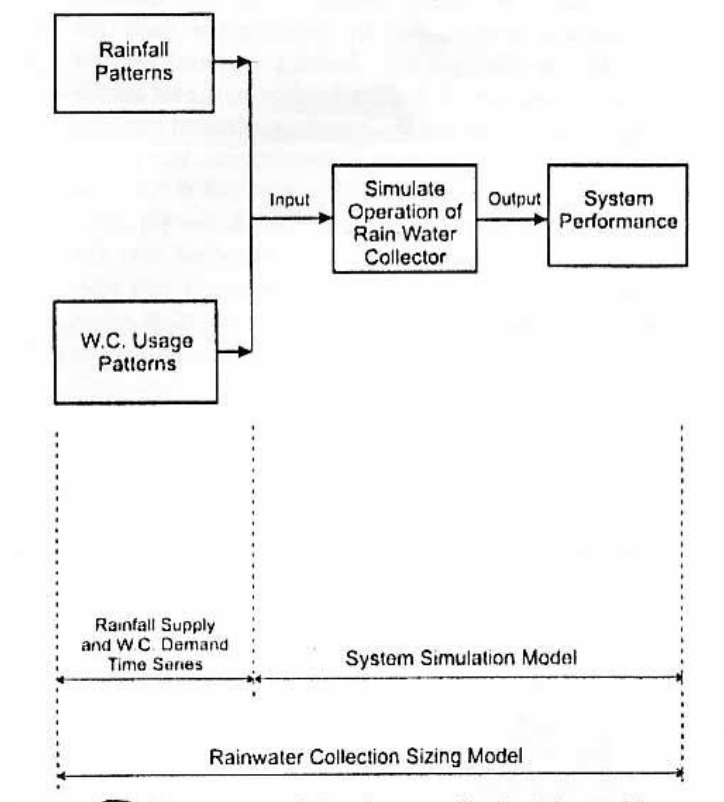 Rainfall
Patterns
Input
Simulate
Operation of
Rain Water
Collector
Output
System
Performance
W.C. Usage
Patterns
Rainfall Supply
and W.C. Demand
Time Series
System Simulation Model
Rainwater Collection Sizing Model